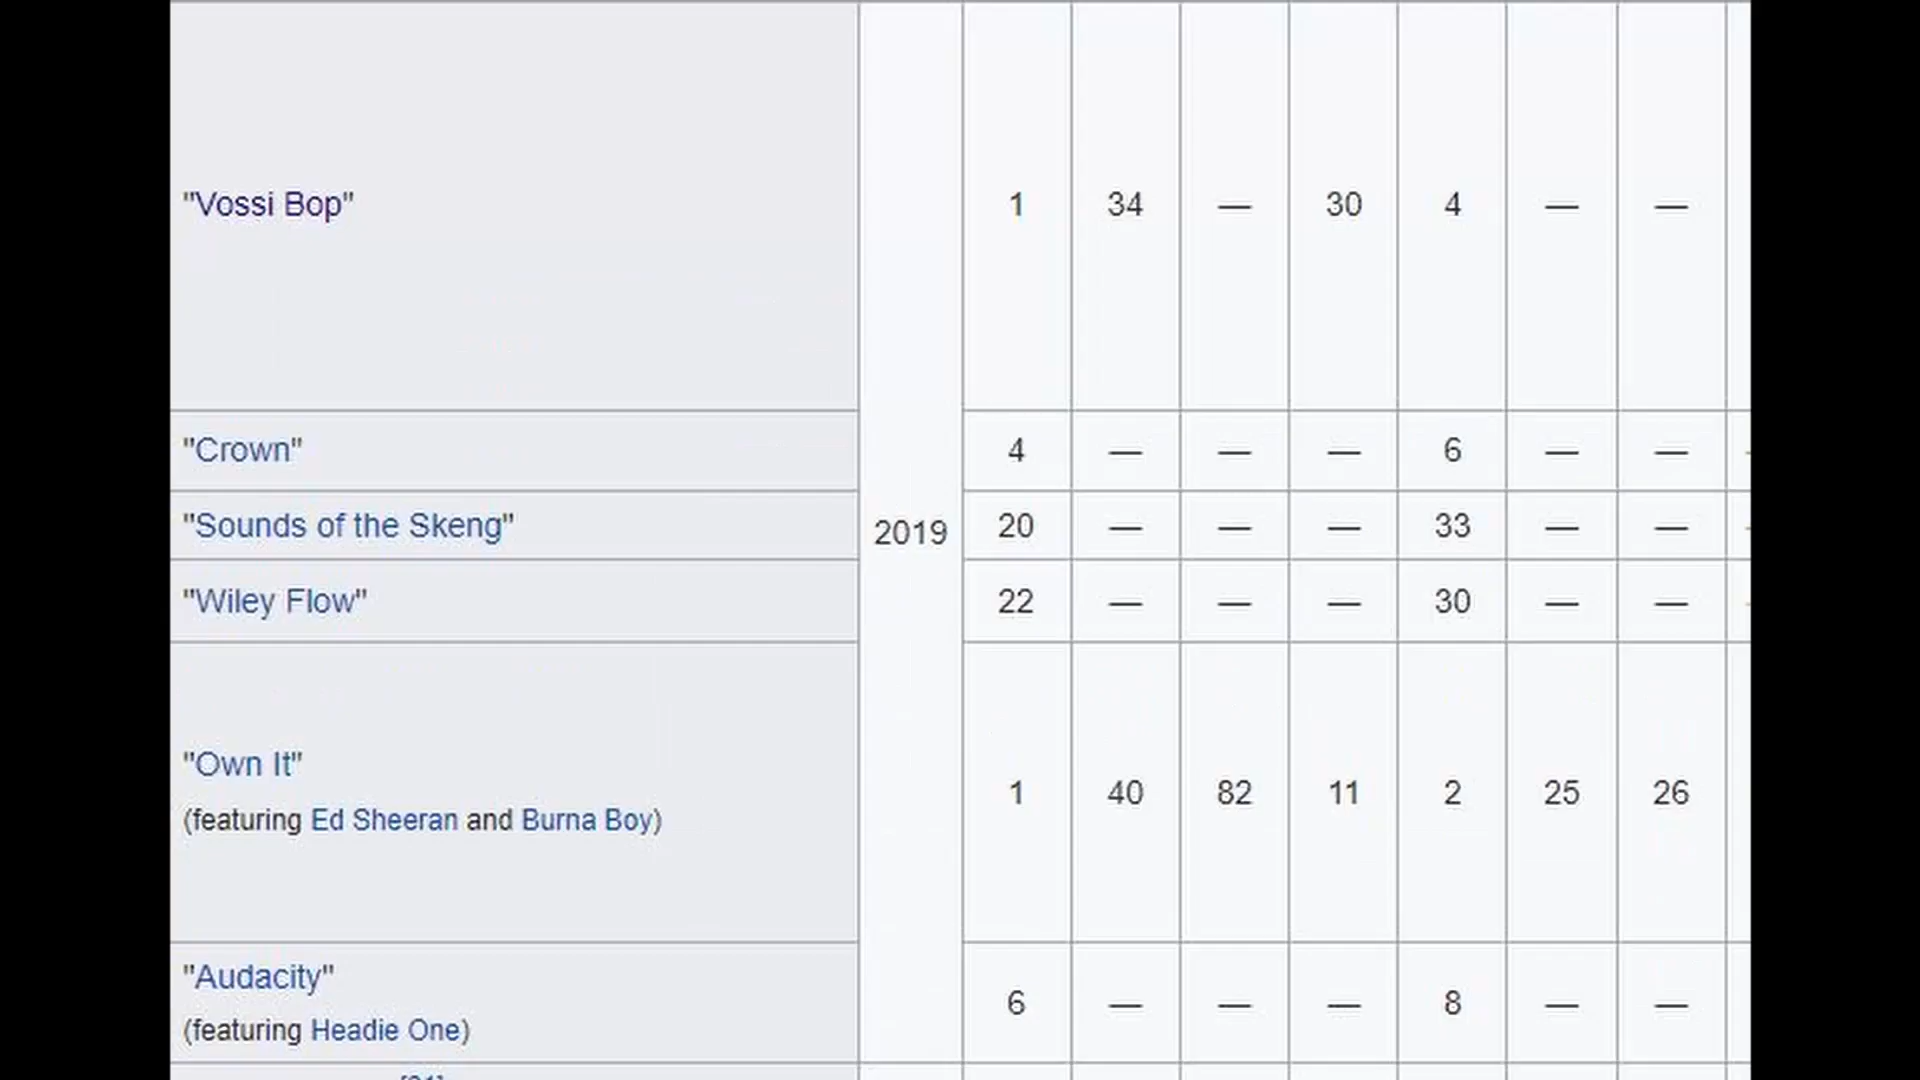 "Vossi Bop" 1 34 — 30 4 — —
"Crown" 4 — — — 6 — —
"Sounds of the Skeng" 2019 20 — — — 33 — —
"Wiley Flow" 22 — — — 30 — —
"Own It" 1 40 82 11 2 25 26
(featuring Ed Sheeran and Burna Boy)
"Audacity" 6 — — — 8 — —
(featuring Headie One)